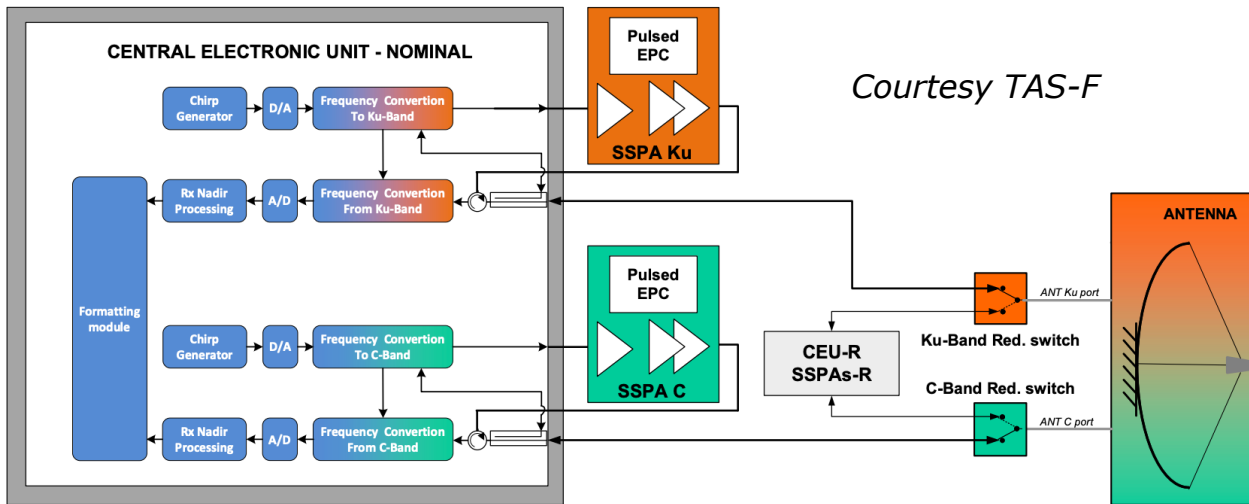 CENTRAL ELECTRONIC UNIT - NOMINAL
Chirp
Generator
D/A
Frequency Convertion
To Ku-Band
Rx Nadir
Processing
A/D
Frequency Convertion
From Ku-Band
Formatting
module
Chirp
Generator
D/A
Frequency Convertion
To C-Band
Rx Nadir
Processing
A/D
Frequency Convertion
From C-Band
Pulsed
EPC
SSPA Ku
Pulsed
EPC
SSPA C
Courtesy TAS-F
ANTENNA
ANT Ku port
Ku-Band Red. switch
CEU-R
SSPAs-R
C-Band Red. switch
ANT C port